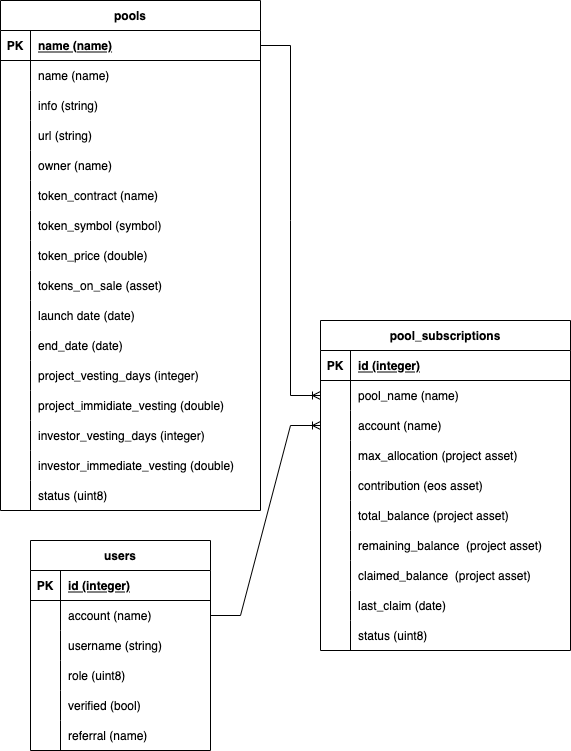 pools
PK name (name)
name (name)
info (string)
url (string)
owner (name)
token_contract (name)
token_symbol (symbol)
token_price (double)
tokens_on_sale (asset)
launch date (date)
end_date (date)
project_vesting_days (integer)
project_immidiate_vesting (double)
investor_vesting_days (integer)
investor_immediate_vesting (double)
status (uint8)
pool_subscriptions
PK id (integer)
pool_name (name)
account (name)
max_allocation (project asset)
contribution (eos asset)
total_balance (project asset)
remaining_balance (project asset)
claimed_balance (project asset)
last_claim (date)
status (uint8)
users
PK id (integer)
account (name)
username (string)
role (uint8)
verified (bool)
referral (name)